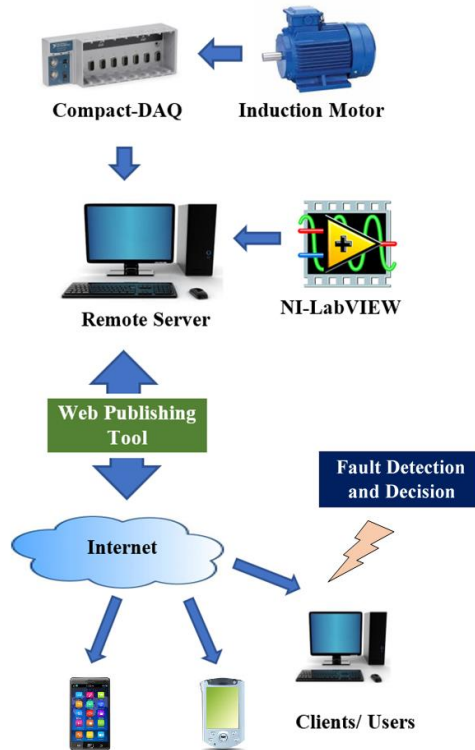 Compact-DAQ
Induction Motor
Remote Server
NI-LabVIEW
Web Publishing
Tool
Fault Detection
and Decision
Internet
Clients/ Users